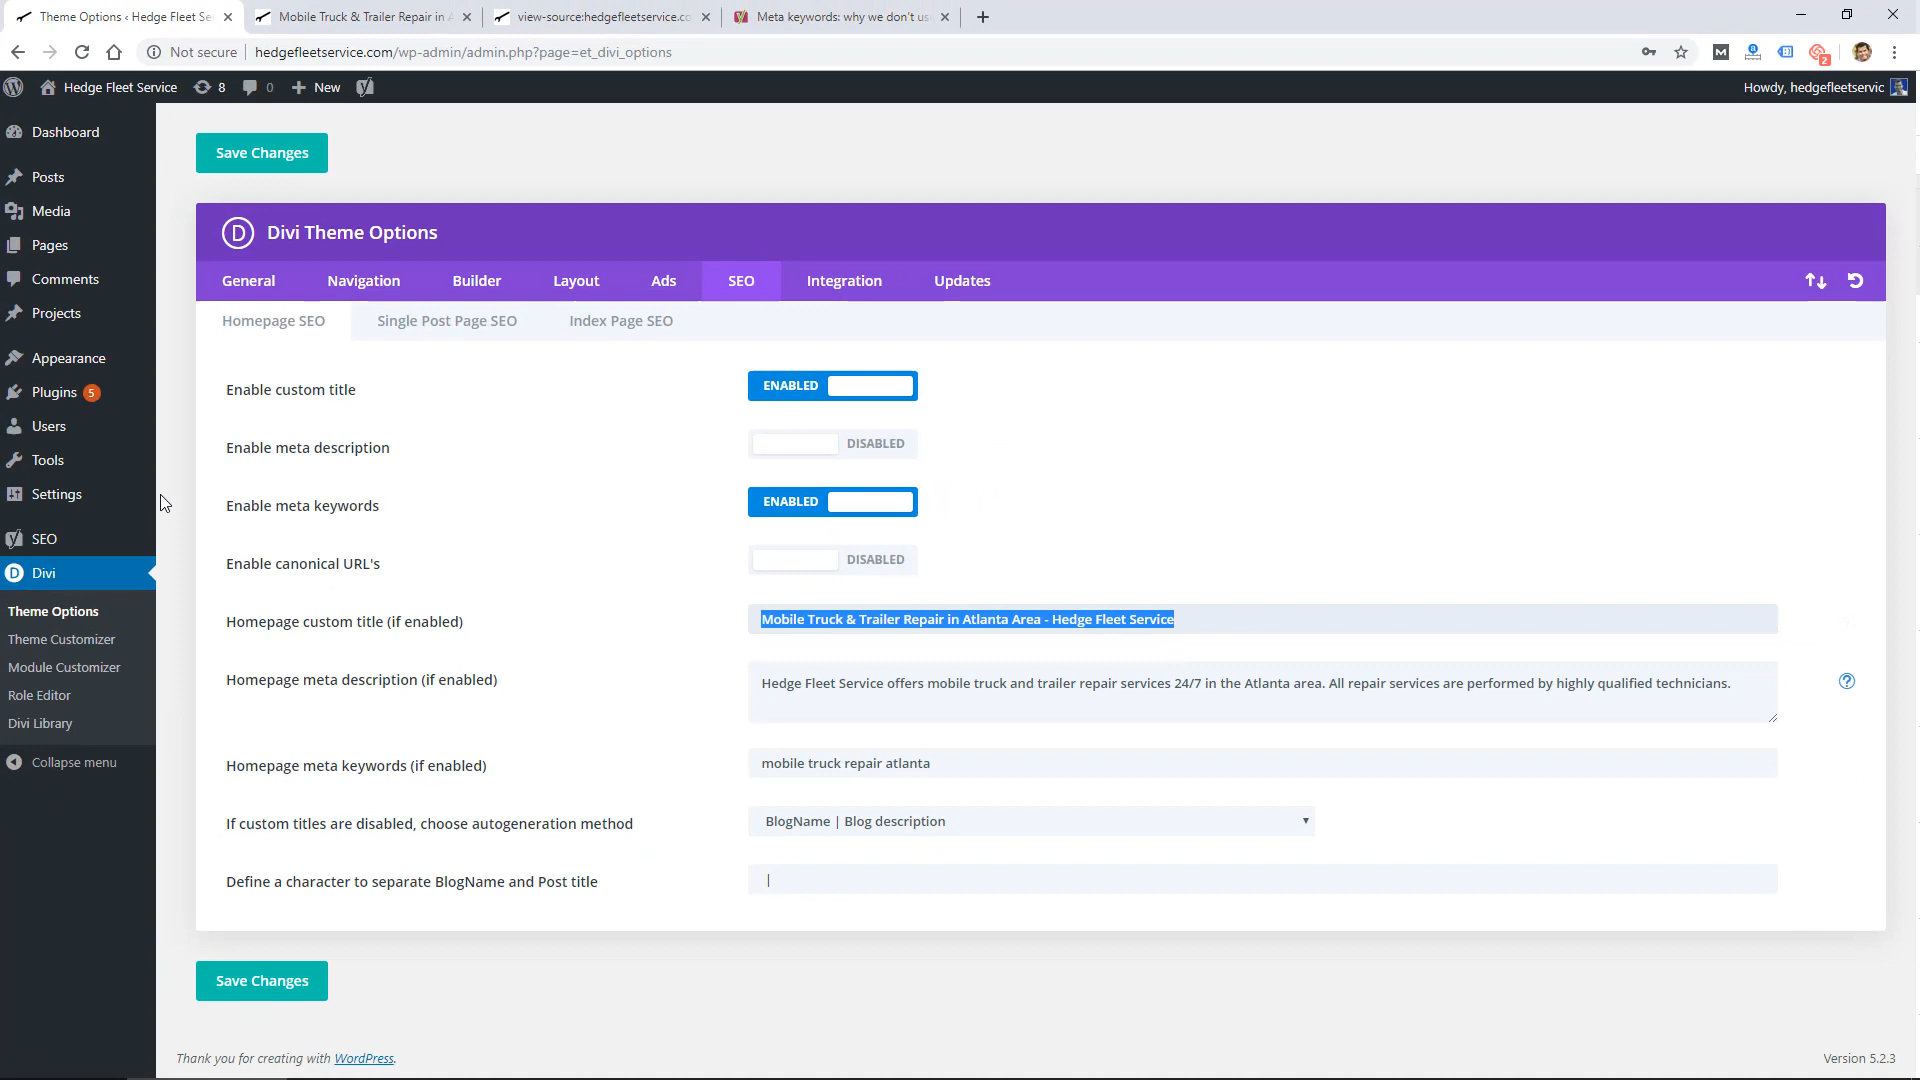 Theme Options ‹ Hedge Fleet Se
Mobile Truck & Trailer Repair in A
view-source:hedgefleetservice.co
Meta keywords: why we don't us
Not secure
hedgefleetservice.com/wp-admin/admin.php?page=et_divi_options
2
Hedge Fleet Service
8
0
New
Howdy, hedgefleetservic
Dashboard
Posts
Media
Pages
Comments
Projects
Appearance
Plugins 5
Users
Tools
Settings
SEO
Divi
Theme Options
Theme Customizer
Module Customizer
Role Editor
Divi Library
Collapse menu
Save Changes
D Divi Theme Options
General
Navigation
Builder
Layout
Ads
SEO
Integration
Updates
Homepage SEO
Single Post Page SEO
Index Page SEO
Enable custom title
ENABLED
Enable meta description
DISABLED
Enable meta keywords
ENABLED
Enable canonical URL's
DISABLED
Homepage custom title (if enabled)
Mobile Truck & Trailer Repair in Atlanta Area - Hedge Fleet Service
Homepage meta description (if enabled)
Hedge Fleet Service offers mobile truck and trailer repair services 24/7 in the Atlanta area. All repair services are performed by highly qualified technicians.
Homepage meta keywords (if enabled)
mobile truck repair atlanta
If custom titles are disabled, choose autogeneration method
BlogName | Blog description
Define a character to separate BlogName and Post title
|
Save Changes
Thank you for creating with WordPress.
Version 5.2.3